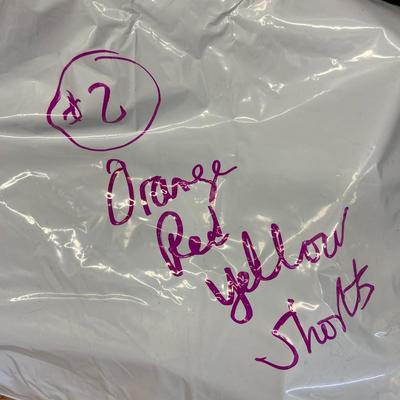 #2
Orange
Red
yellow
shorts